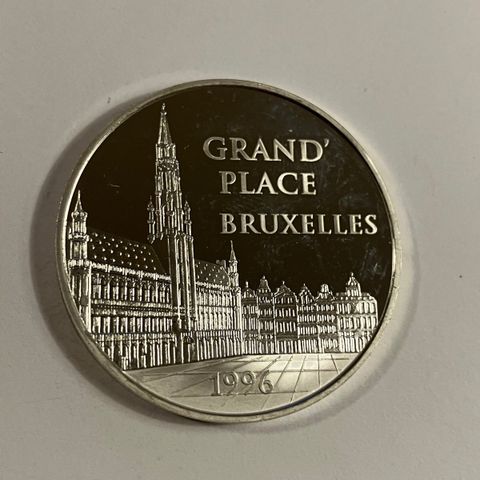 GRAND'
PLACE
BRUXELLES
1996